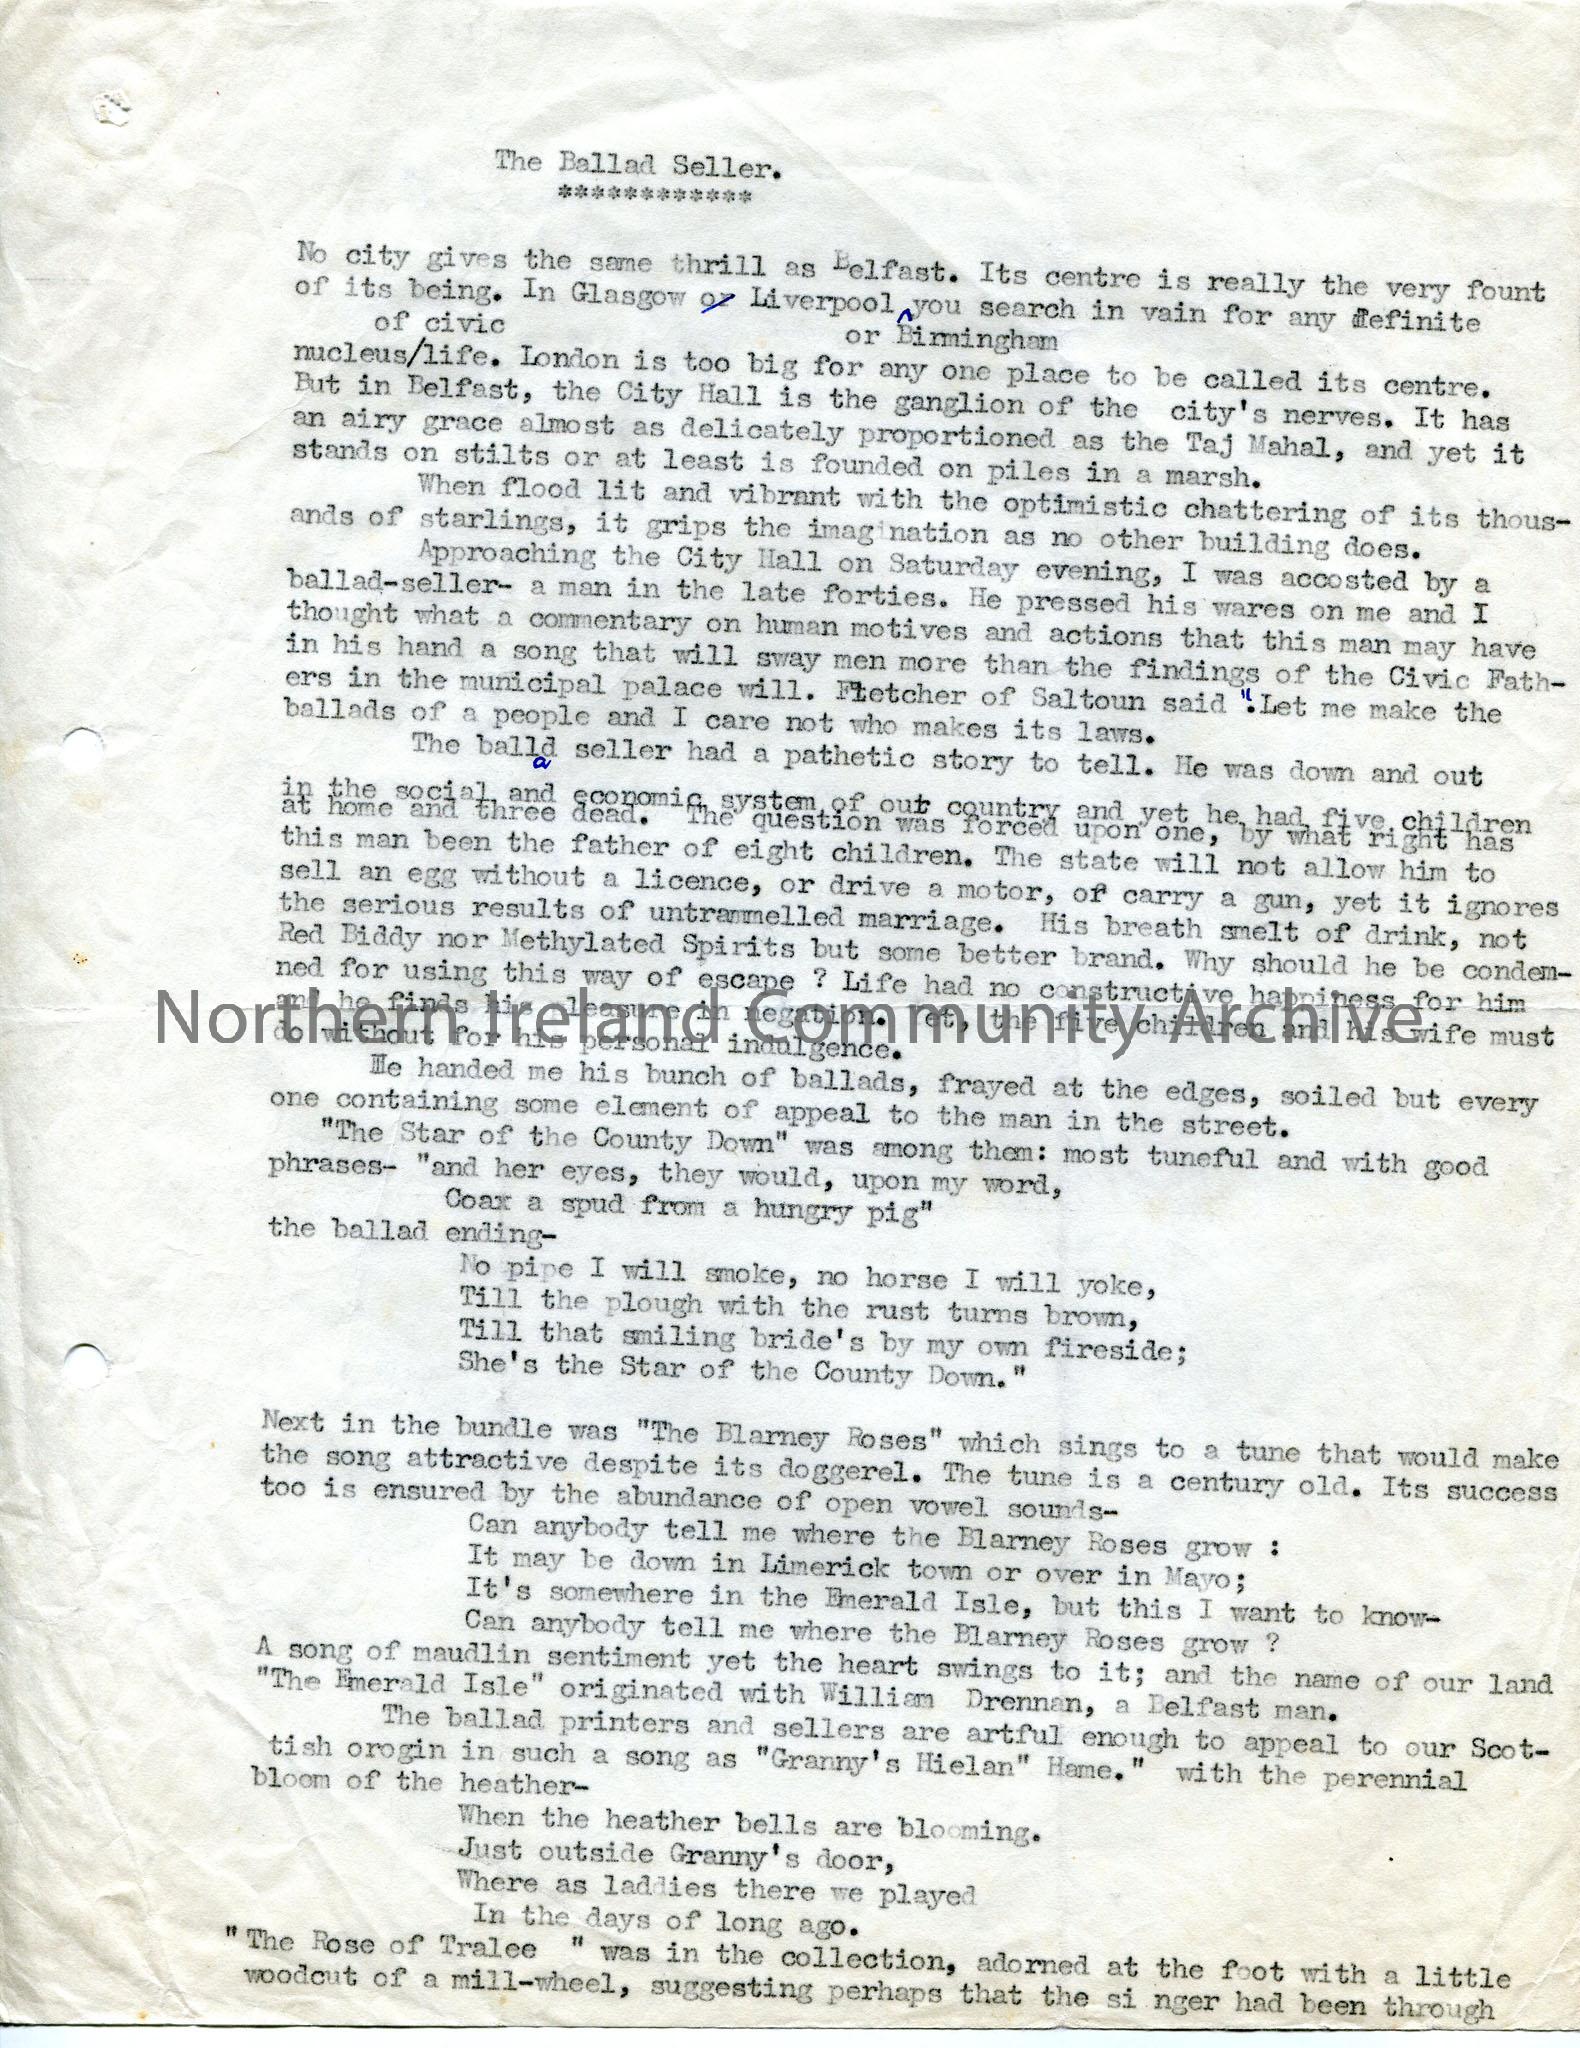 The Ballad Seller.
************
No city gives the same thrill as Belfast. Its centre is really the very fount
of its being. In Glasgow or Liverpool you search in vain for any definite
of civic
or Birmingham
nucleus/life. London is too big for any one place to be called its centre.
But in Belfast, the City Hall is the ganglion of the city's nerves. It has
an airy grace almost as delicately proportioned as the Taj Mahal, and yet it
stands on stilts or at least is founded on piles in a marsh.
When flood lit and vibrant with the optimistic chattering of its thous-
ands of starlings, it grips the imagination as no other building does.
Approaching the City Hall on Saturday evening, I was accosted by a
ballad-seller- a man in the late forties. He pressed his wares on me and I
thought what a commentary on human motives and actions that this man may have
in his hand a song that will sway men more than the findings of the Civic Fath-
ers in the municipal palace will. Fletcher of Saltoun said ".Let me make the
ballads of a people and I care not who makes its laws.
The ballad seller had a pathetic story to tell. He was down and out
in the social and economic system of our country and yet he had five children
at home and three dead. The question was forced upon one, by what right has
this man been the father of eight children. The state will not allow him to
sell an egg without a licence, or drive a motor, or carry a gun, yet it ignores
the serious results of untrammelled marriage. His breath smelt of drink, not
Red Biddy nor Methylated Spirits but some better brand. Why should he be condem-
ned for using this way of escape ? Life had no constructive happiness for him
and he finds his pleasure in negation. Yet, the five children and his wife must
Northern Ireland Community Archive
do without for his personal indulgence.
He handed me his bunch of ballads, frayed at the edges, soiled but every
one containing some element of appeal to the man in the street.
"The Star of the County Down" was among them: most tuneful and with good
phrases- "and her eyes, they would, upon my word,
Coax a spud from a hungry pig"
the ballad ending-
No pipe I will smoke, no horse I will yoke,
Till the plough with the rust turns brown,
Till that smiling bride's by my own fireside;
She's the Star of the County Down."
Next in the bundle was "The Blarney Roses" which sings to a tune that would make
the song attractive despite its doggerel. The tune is a century old. Its success
too is ensured by the abundance of open vowel sounds-
Can anybody tell me where the Blarney Roses grow :
It may be down in Limerick town or over in Mayo;
It's somewhere in the Emerald Isle, but this I want to know-
Can anybody tell me where the Blarney Roses grow ?
A song of maudlin sentiment yet the heart swings to it; and the name of our land
"The Emerald Isle" originated with William Drennan, a Belfast man.
The ballad printers and sellers are artful enough to appeal to our Scot-
tish orogin in such a song as "Granny's Hielan" Hame." with the perennial
bloom of the heather-
When the heather bells are blooming.
Just outside Granny's door,
Where as laddies there we played
In the days of long ago.
"The Rose of Tralee " was in the collection, adorned at the foot with a little
woodcut of a mill-wheel, suggesting perhaps that the si nger had been through